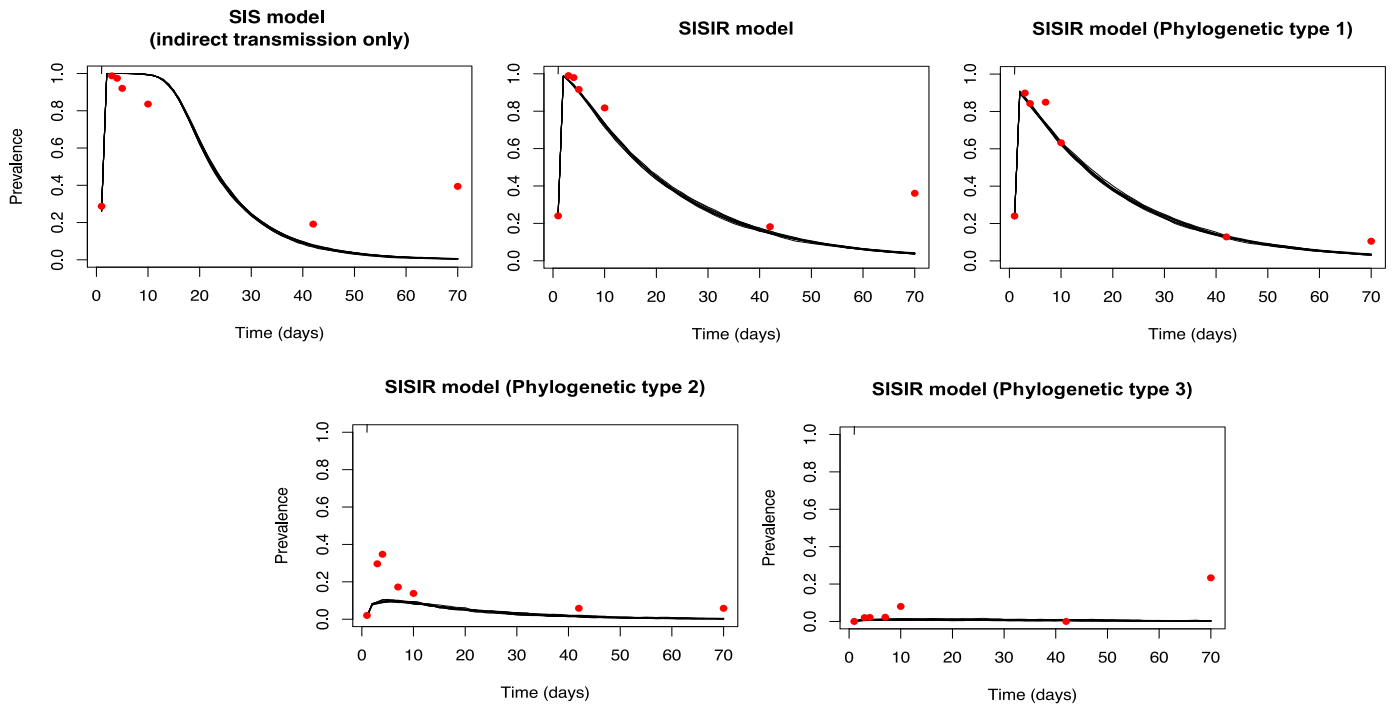 SIS model
(indirect transmission only)
SISIR model
SISIR model (Phylogenetic type 1)
Prevalence
0.0 0.2 0.4 0.6 0.8 1.0
0.0 0.2 0.4 0.6 0.8 1.0
0.0 0.2 0.4 0.6 0.8 1.0
0 10 20 30 40 50 60 70
0 10 20 30 40 50 60 70
0 10 20 30 40 50 60 70
Time (days)
Time (days)
Time (days)
SISIR model (Phylogenetic type 2)
SISIR model (Phylogenetic type 3)
Prevalence
0.0 0.2 0.4 0.6 0.8 1.0
Prevalence
0.0 0.2 0.4 0.6 0.8 1.0
0 10 20 30 40 50 60 70
0 10 20 30 40 50 60 70
Time (days)
Time (days)